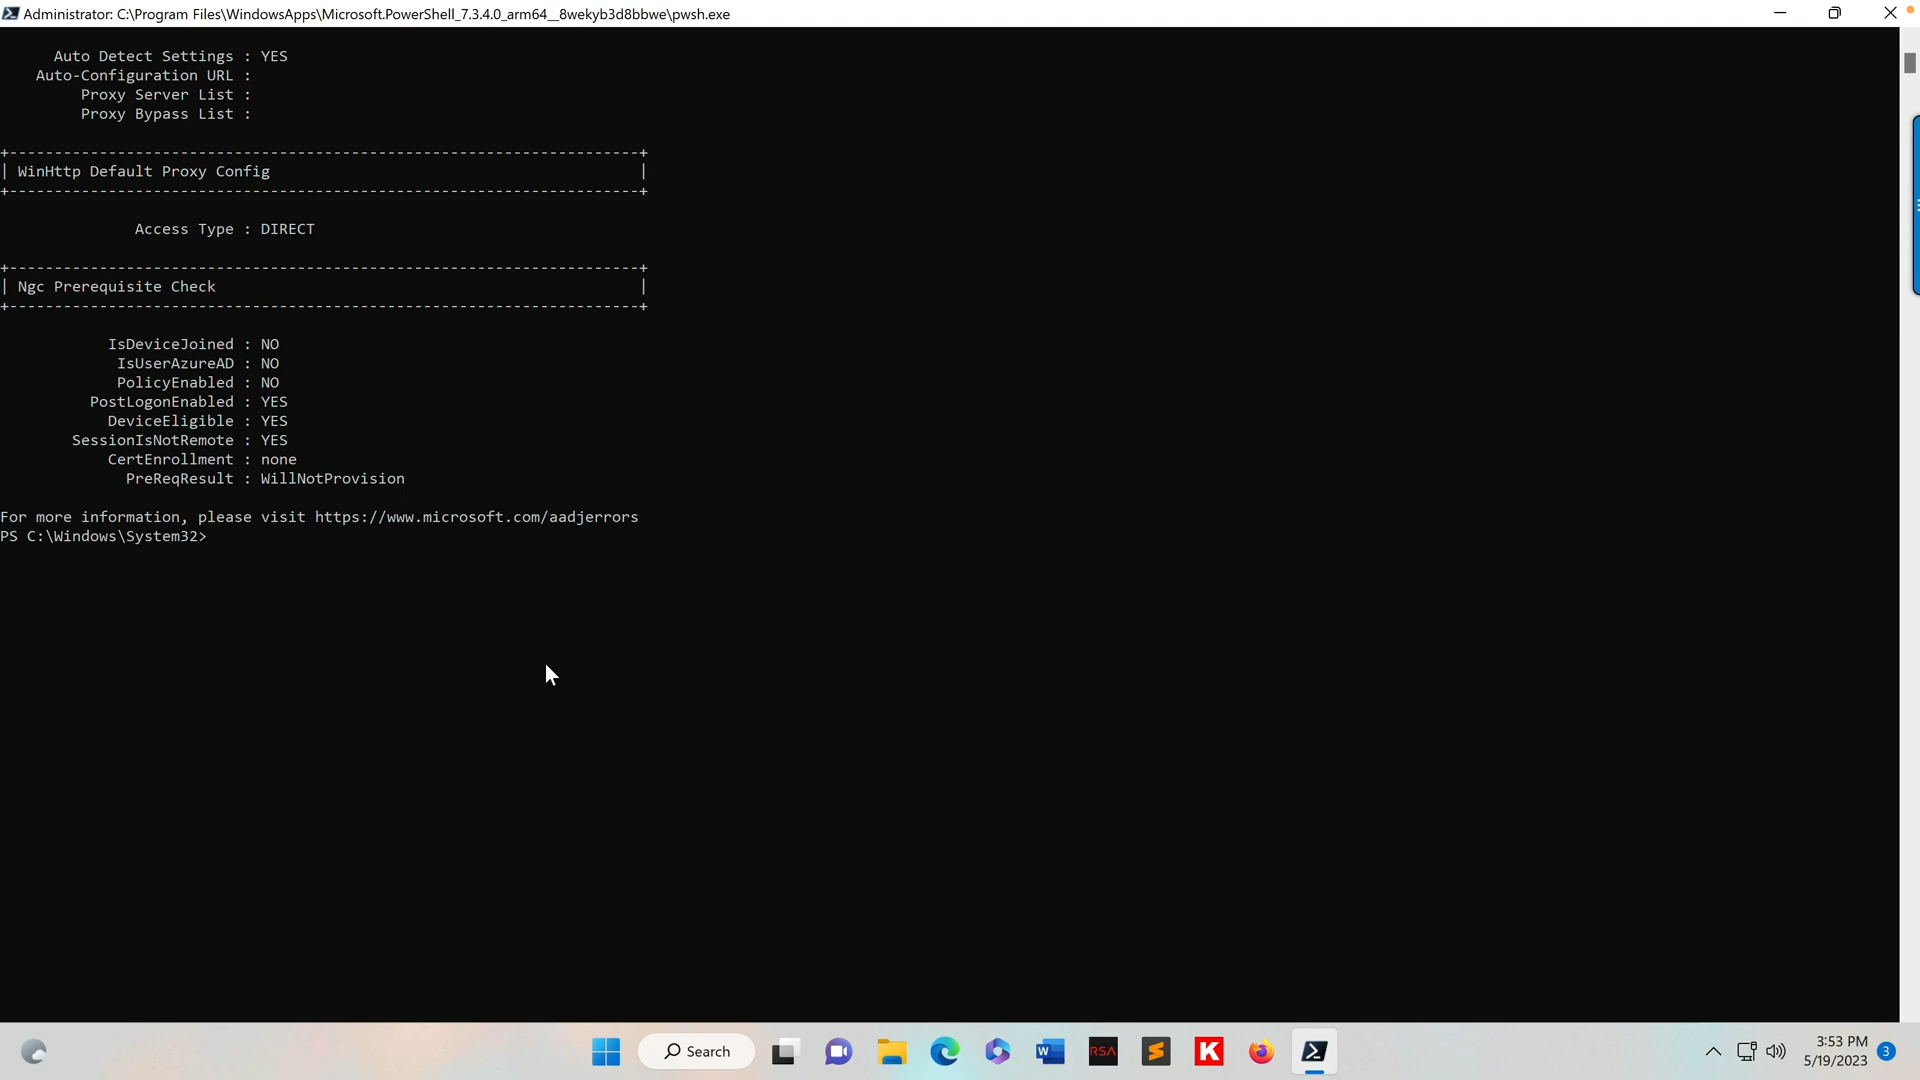 Administrator: C:\Program Files\WindowsApps\Microsoft.PowerShell_7.3.4.0_arm64__8wekyb3d8bbwe\pwsh.exe
Auto Detect Settings : YES
Auto-Configuration URL :
Proxy Server List :
Proxy Bypass List :
+----------------------------------------------------------------------+
| WinHttp Default Proxy Config |
+----------------------------------------------------------------------+
Access Type : DIRECT
+----------------------------------------------------------------------+
| Ngc Prerequisite Check |
+----------------------------------------------------------------------+
IsDeviceJoined : NO
IsUserAzureAD : NO
PolicyEnabled : NO
PostLogonEnabled : YES
DeviceEligible : YES
SessionIsNotRemote : YES
CertEnrollment : none
PreReqResult : WillNotProvision
For more information, please visit https://www.microsoft.com/aadjerrors
PS C:\Windows\System32>
Search
W
RSA
S
K
3:53 PM
5/19/2023
3